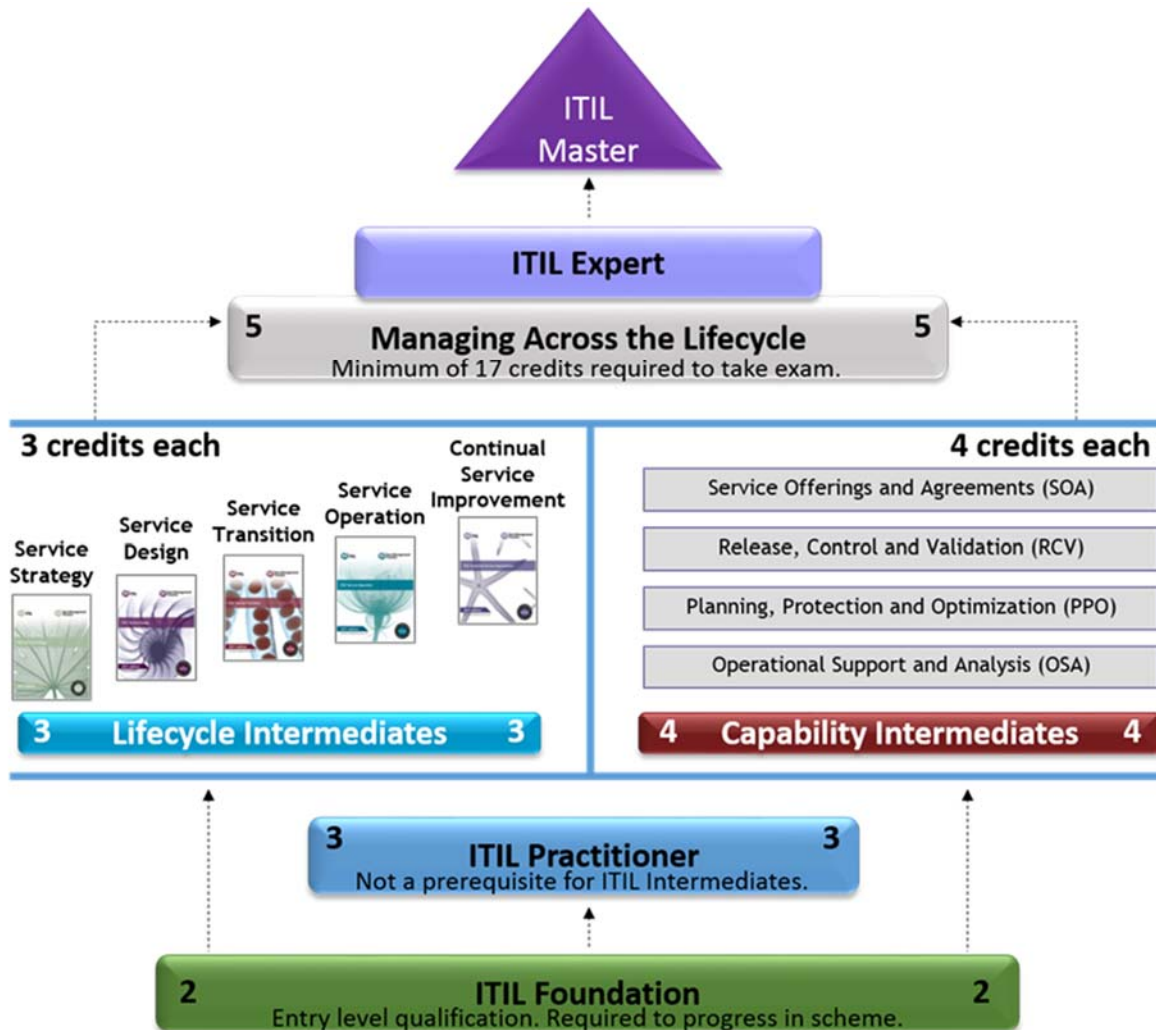 ITIL
Master
ITIL Expert
5
5
Managing Across the Lifecycle
Minimum of 17 credits required to take exam.
3 credits each
Service
Strategy
Service
Design
Service
Transition
Service
Operation
Continual
Service
Improvement
3
Lifecycle Intermediates
3
4 credits each
Service Offerings and Agreements (SOA)
Release, Control and Validation (RCV)
Planning, Protection and Optimization (PPO)
Operational Support and Analysis (OSA)
4
Capability Intermediates
4
3
3
ITIL Practitioner
Not a prerequisite for ITIL Intermediates.
2
ITIL Foundation
2
Entry level qualification. Required to progress in scheme.